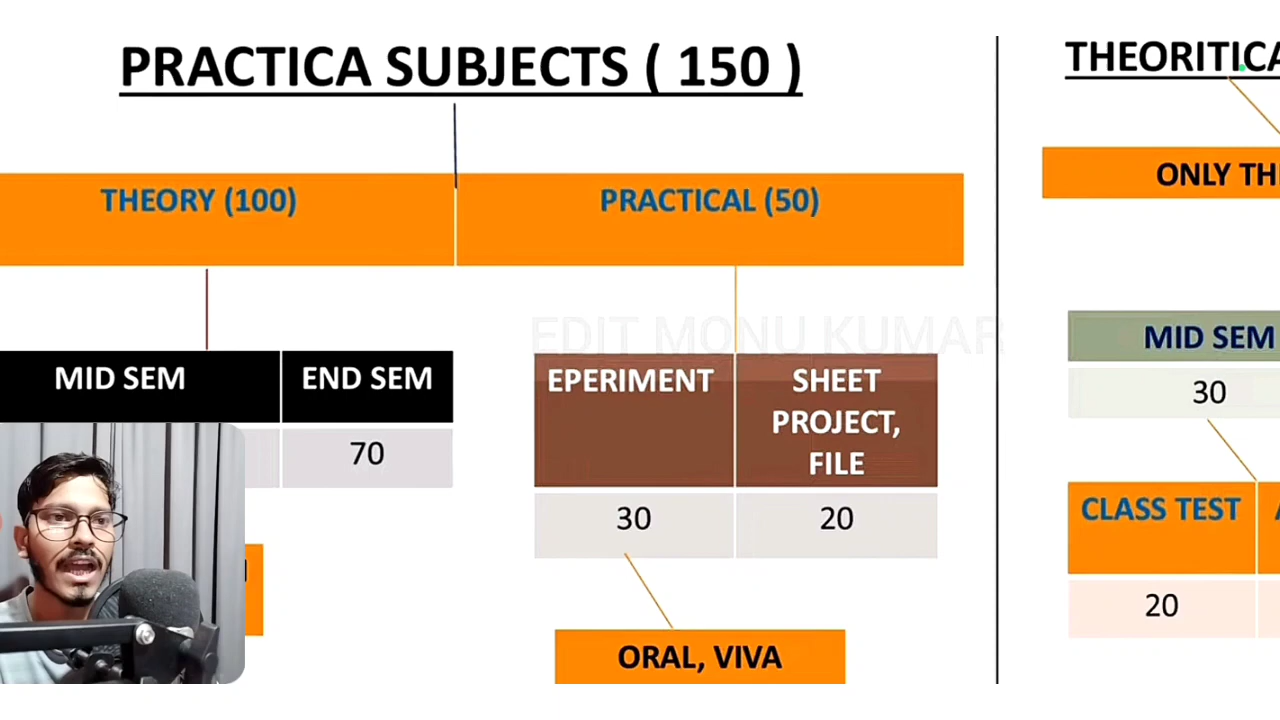 PRACTICA SUBJECTS ( 150 )
THEORY (100)
PRACTICAL (50)
MID SEM
END SEM
70
EPERIMENT
SHEET
PROJECT,
FILE
30
20
ORAL, VIVA
EDIT MONU KUMAR
THEORITICA
ONLY TH
MID SEM
30
CLASS TEST
20